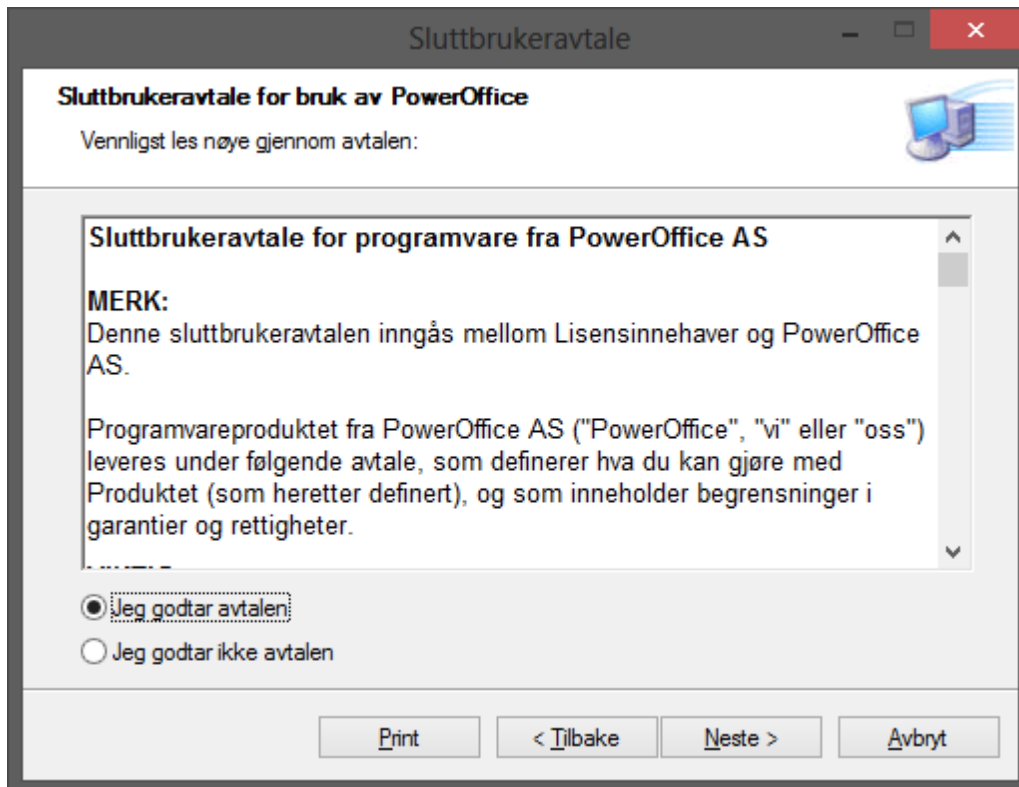 Sluttbrukeravtale
Sluttbrukeravtale for bruk av PowerOffice
Vennligst les nøye gjennom avtalen:
Sluttbrukeravtale for programvare fra PowerOffice AS
MERK:
Denne sluttbrukeravtalen inngås mellom Lisensinnehaver og PowerOffice
AS.
Programvareproduktet fra PowerOffice AS ("PowerOffice", "vi" eller "oss")
leveres under følgende avtale, som definerer hva du kan gjøre med
Produktet (som heretter definert), og som inneholder begrensninger i
garantier og rettigheter.
Jeg godtar avtalen
Jeg godtar ikke avtalen
Print
< Tilbake
Neste >
Avbryt